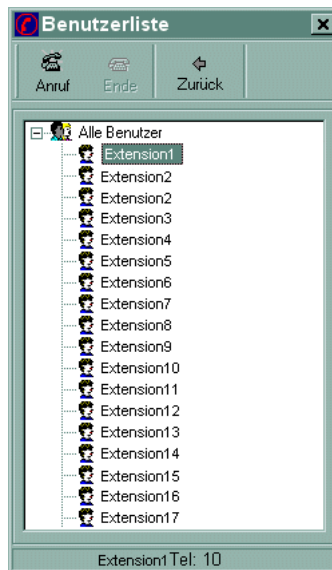 Benutzerliste
Anruf Ende Zurück
Alle Benutzer
Extension1
Extension2
Extension2
Extension3
Extension4
Extension5
Extension6
Extension7
Extension8
Extension9
Extension10
Extension11
Extension12
Extension13
Extension14
Extension15
Extension16
Extension17
Extension1 Tel: 10